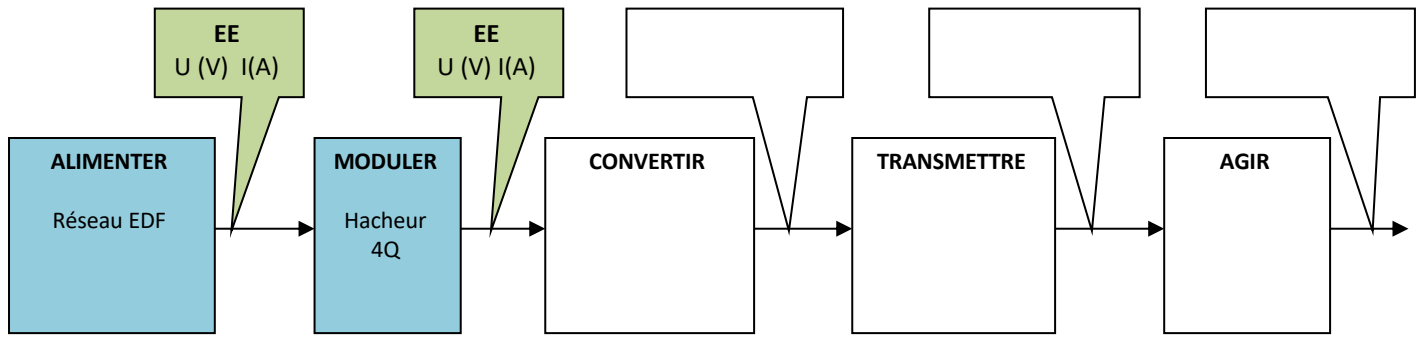 EE
U (V) I(A)
EE
U (V) I(A)
ALIMENTER
Réseau EDF
MODULER
Hacheur
4Q
CONVERTIR
TRANSMETTRE
AGIR